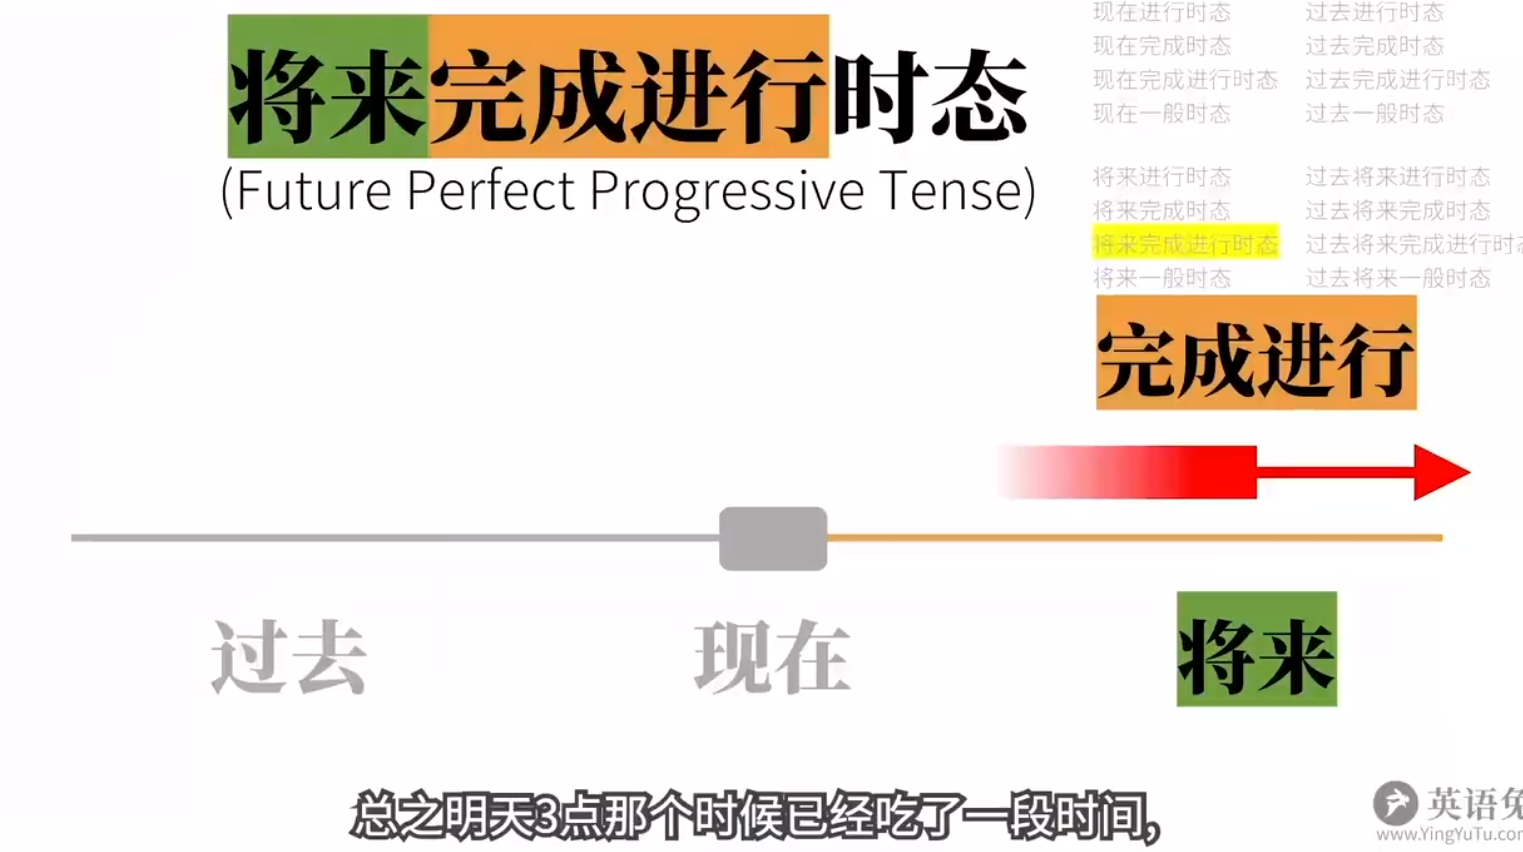 将来完成进行时态
(Future Perfect Progressive Tense)
现在进行时态 过去进行时态
现在完成时态 过去完成时态
现在完成进行时态 过去完成进行时态
现在一般时态 过去一般时态
将来进行时态 过去将来进行时态
将来完成时态 过去将来完成时态
将来完成进行时态 过去将来完成进行时态
将来一般时态 过去将来一般时态
完成进行
过去 现在 将来
总之明天3点那个时候已经吃了一段时间,
英语兔
www.YingYuTu.com